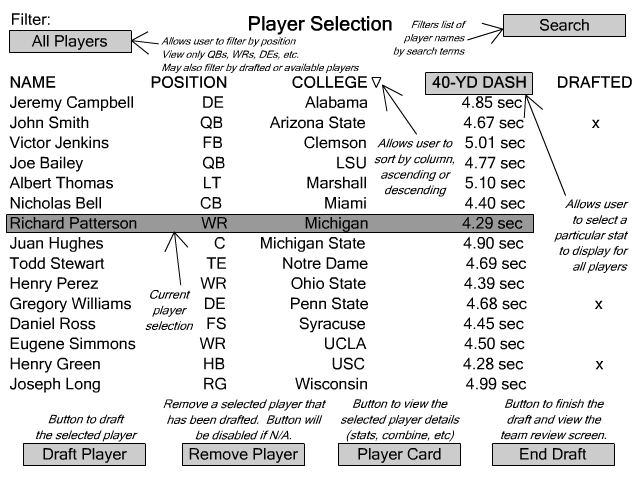 Filter:
Player Selection
All Players
Search
Filters list of
player names
by search terms
Allows user to filter by position
View only QBs, WRs, DEs, etc.
May also filter by drafted or available players
NAME POSITION COLLEGE ▽ 40-YD DASH DRAFTED
Jeremy Campbell DE Alabama 4.85 sec
John Smith QB Arizona State 4.67 sec x
Victor Jenkins FB Clemson 5.01 sec
Joe Bailey QB LSU 4.77 sec
Albert Thomas LT Marshall 5.10 sec
Nicholas Bell CB Miami 4.40 sec
Richard Patterson WR Michigan 4.29 sec
Juan Hughes C Michigan State 4.90 sec
Todd Stewart TE Notre Dame 4.69 sec
Henry Perez WR Ohio State 4.39 sec
Gregory Williams DE Penn State 4.68 sec x
Daniel Ross FS Syracuse 4.45 sec
Eugene Simmons WR UCLA 4.50 sec
Henry Green HB USC 4.28 sec x
Joseph Long RG Wisconsin 4.99 sec
Allows user to
sort by column,
ascending or
descending
Allows user
to select a
particular stat
to display for
all players
Current
player
selection
Button to draft
the selected player
Draft Player
Remove a selected player that
has been drafted. Button will
be disabled if N/A.
Remove Player
Button to view the
selected player details
(stats, combine, etc)
Player Card
Button to finish the
draft and view the
team review screen.
End Draft